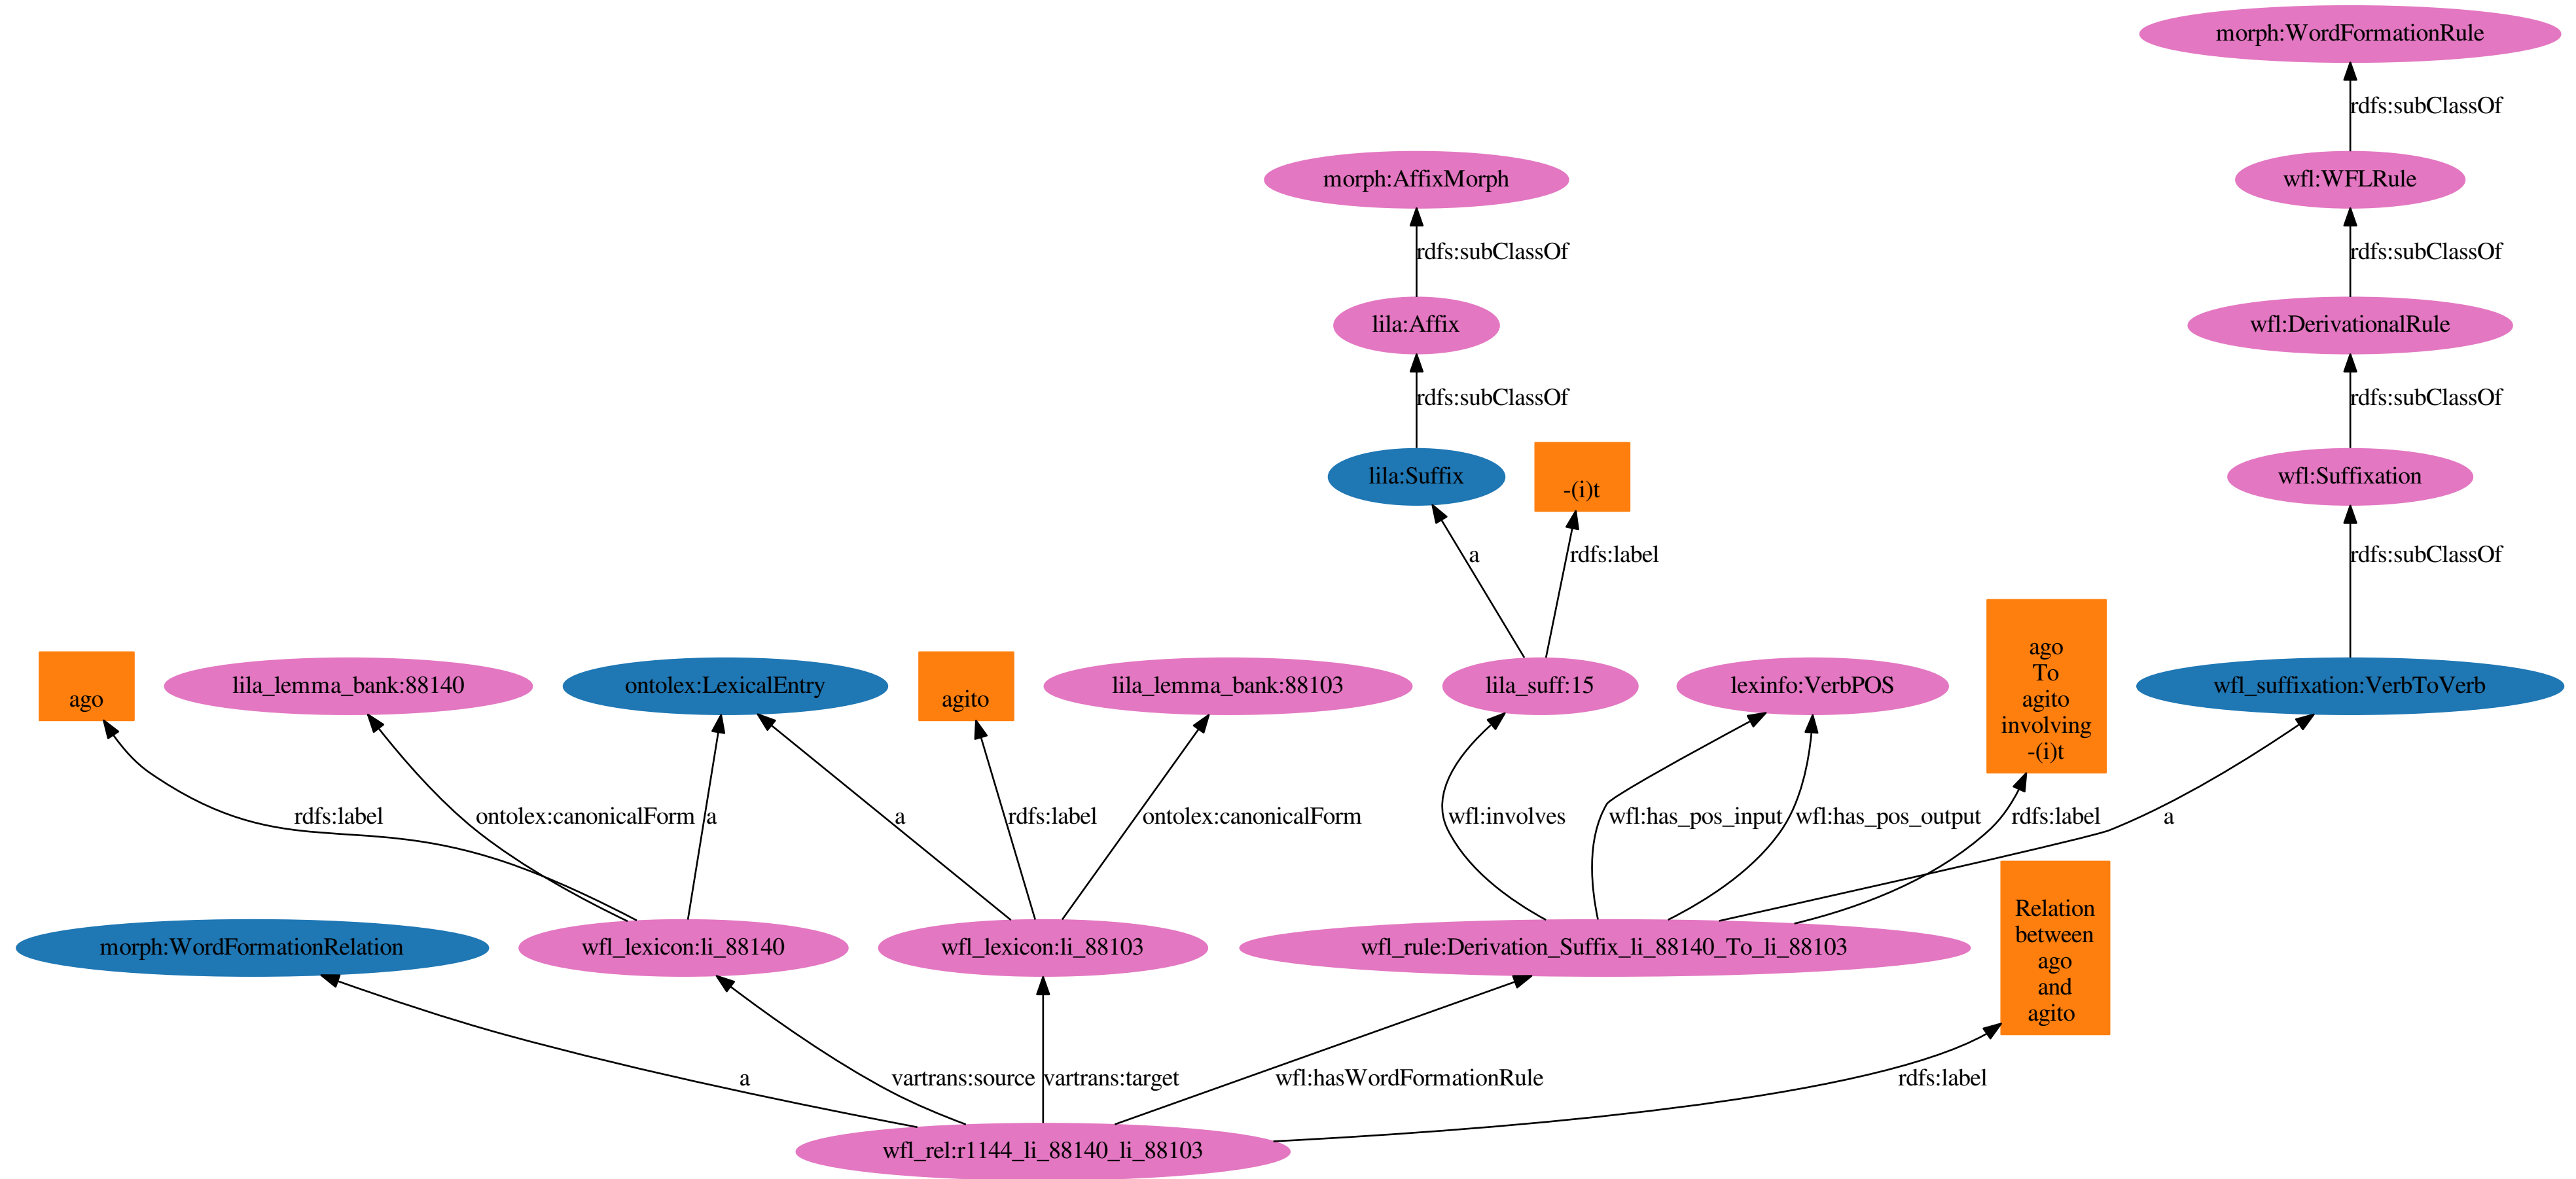 morph:WordFormationRule
rdfs:subClassOf
morph:AffixMorph
wfl:WFLRule
rdfs:subClassOf
rdfs:subClassOf
lila:Affix
wfl:DerivationalRule
rdfs:subClassOf
rdfs:subClassOf
lila:Suffix
-(i)t
wfl:Suffixation
a
rdfs:label
rdfs:subClassOf
ago
lila_lemma_bank:88140
ontolex:LexicalEntry
agito
lila_lemma_bank:88103
lila_suff:15
lexinfo:VerbPOS
ago
To
agito
involving
-(i)t
wfl_suffixation:VerbToVerb
rdfs:label
ontolex:canonicalForm
a
a
rdfs:label
ontolex:canonicalForm
wfl:involves
wfl:has_pos_input
wfl:has_pos_output
rdfs:label
a
morph:WordFormationRelation
wfl_lexicon:li_88140
wfl_lexicon:li_88103
wfl_rule:Derivation_Suffix_li_88140_To_li_88103
Relation
between
ago
and
agito
a
vartrans:source
vartrans:target
wfl:hasWordFormationRule
rdfs:label
wfl_rel:r1144_li_88140_li_88103